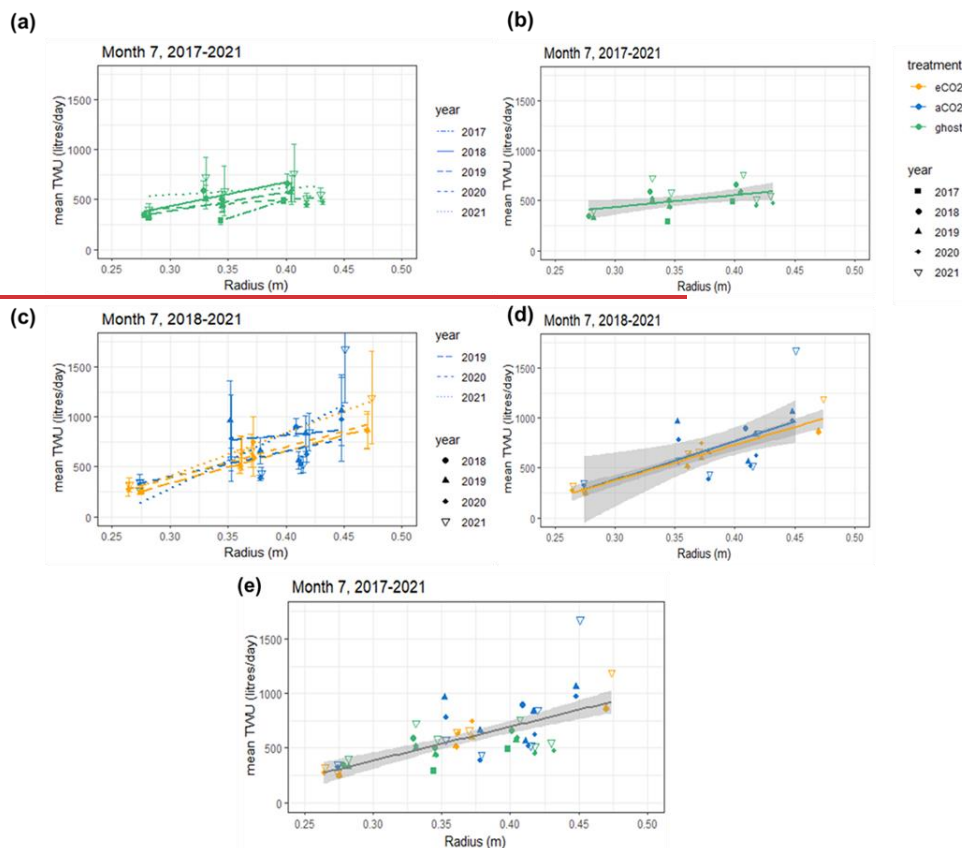 (a)
Month 7, 2017-2021
mean TWU (litres/day)
1500
1000
500
0
0.25 0.30 0.35 0.40 0.45 0.50
Radius (m)
year
2017
2018
2019
2020
2021
(b)
Month 7, 2017-2021
mean TWU (litres/day)
1500
1000
500
0
0.25 0.30 0.35 0.40 0.45 0.50
Radius (m)
treatment
eCO2
aCO2
ghost
year
2017
2018
2019
2020
2021
(c)
Month 7, 2018-2021
mean TWU (litres/day)
1500
1000
500
0
0.25 0.30 0.35 0.40 0.45 0.50
Radius (m)
year
2019
2020
2021
year
2018
2019
2020
2021
(d)
Month 7, 2018-2021
mean TWU (litres/day)
1500
1000
500
0
0.25 0.30 0.35 0.40 0.45 0.50
Radius (m)
(e)
Month 7, 2017-2021
mean TWU (litres/day)
1500
1000
500
0
0.25 0.30 0.35 0.40 0.45 0.50
Radius (m)